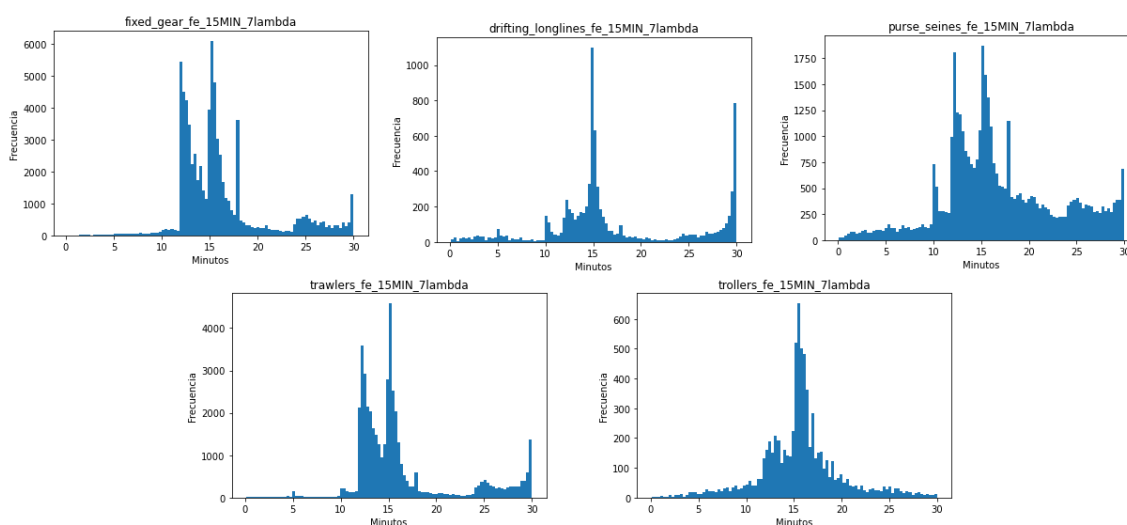 fixed_gear_fe_15MIN_7lambda
Frecuencia
6000
5000
4000
3000
2000
1000
0
0 5 10 15 20 25 30
Minutos
drifting_longlines_fe_15MIN_7lambda
Frecuencia
1000
800
600
400
200
0
0 5 10 15 20 25 30
Minutos
purse_seines_fe_15MIN_7lambda
Frecuencia
1750
1500
1250
1000
750
500
250
0
0 5 10 15 20 25 30
Minutos
trawlers_fe_15MIN_7lambda
Frecuencia
4000
3000
2000
1000
0
0 5 10 15 20 25 30
Minutos
trollers_fe_15MIN_7lambda
Frecuencia
600
500
400
300
200
100
0
0 5 10 15 20 25 30
Minutos